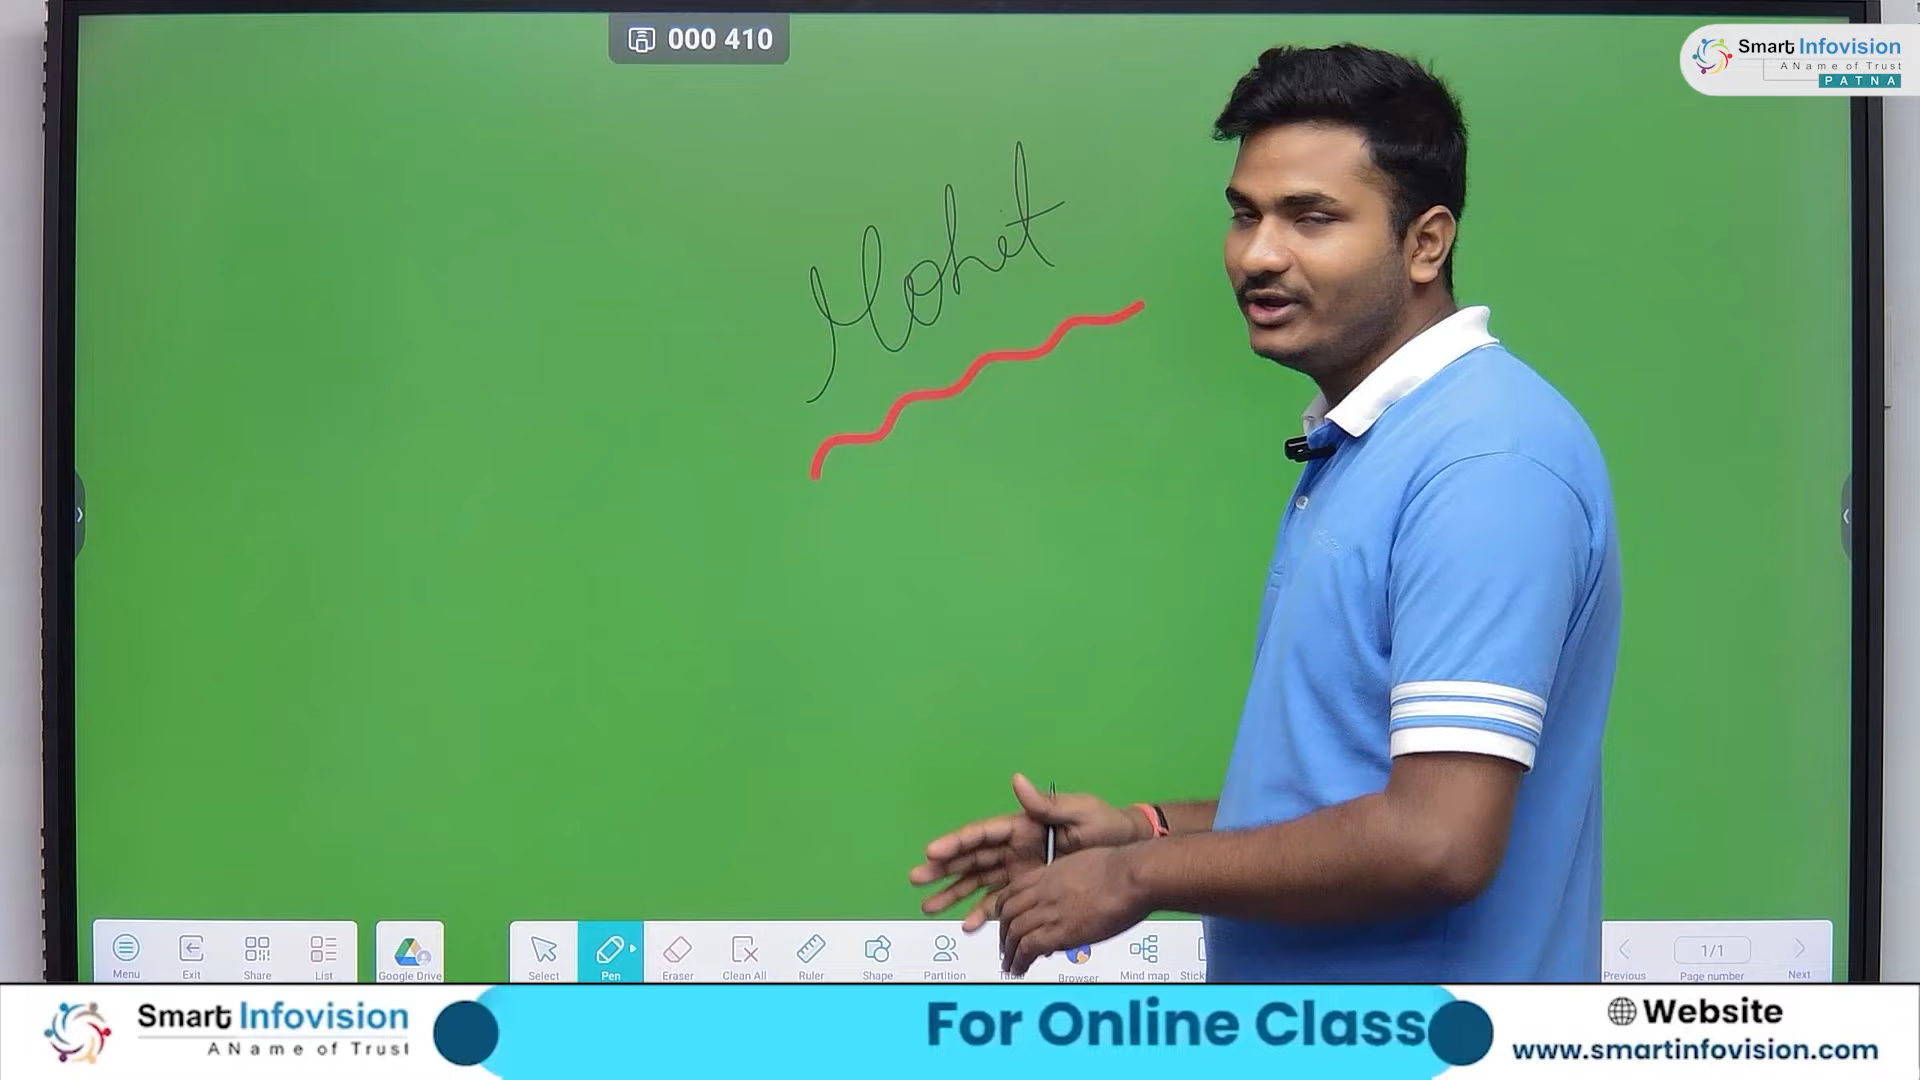 000 410
Smart Infovision
A Name of Trust
PATNA
Mohit
Menu
Exit
Share
List
Google Drive
Select
Pen
Eraser
Clean All
Ruler
Shape
Partition
Table
Browser
Mind map
Stick
1/1
Previous
Page number
Next
Smart Infovision
A Name of Trust
For Online Class
Website
www.smartinfovision.com